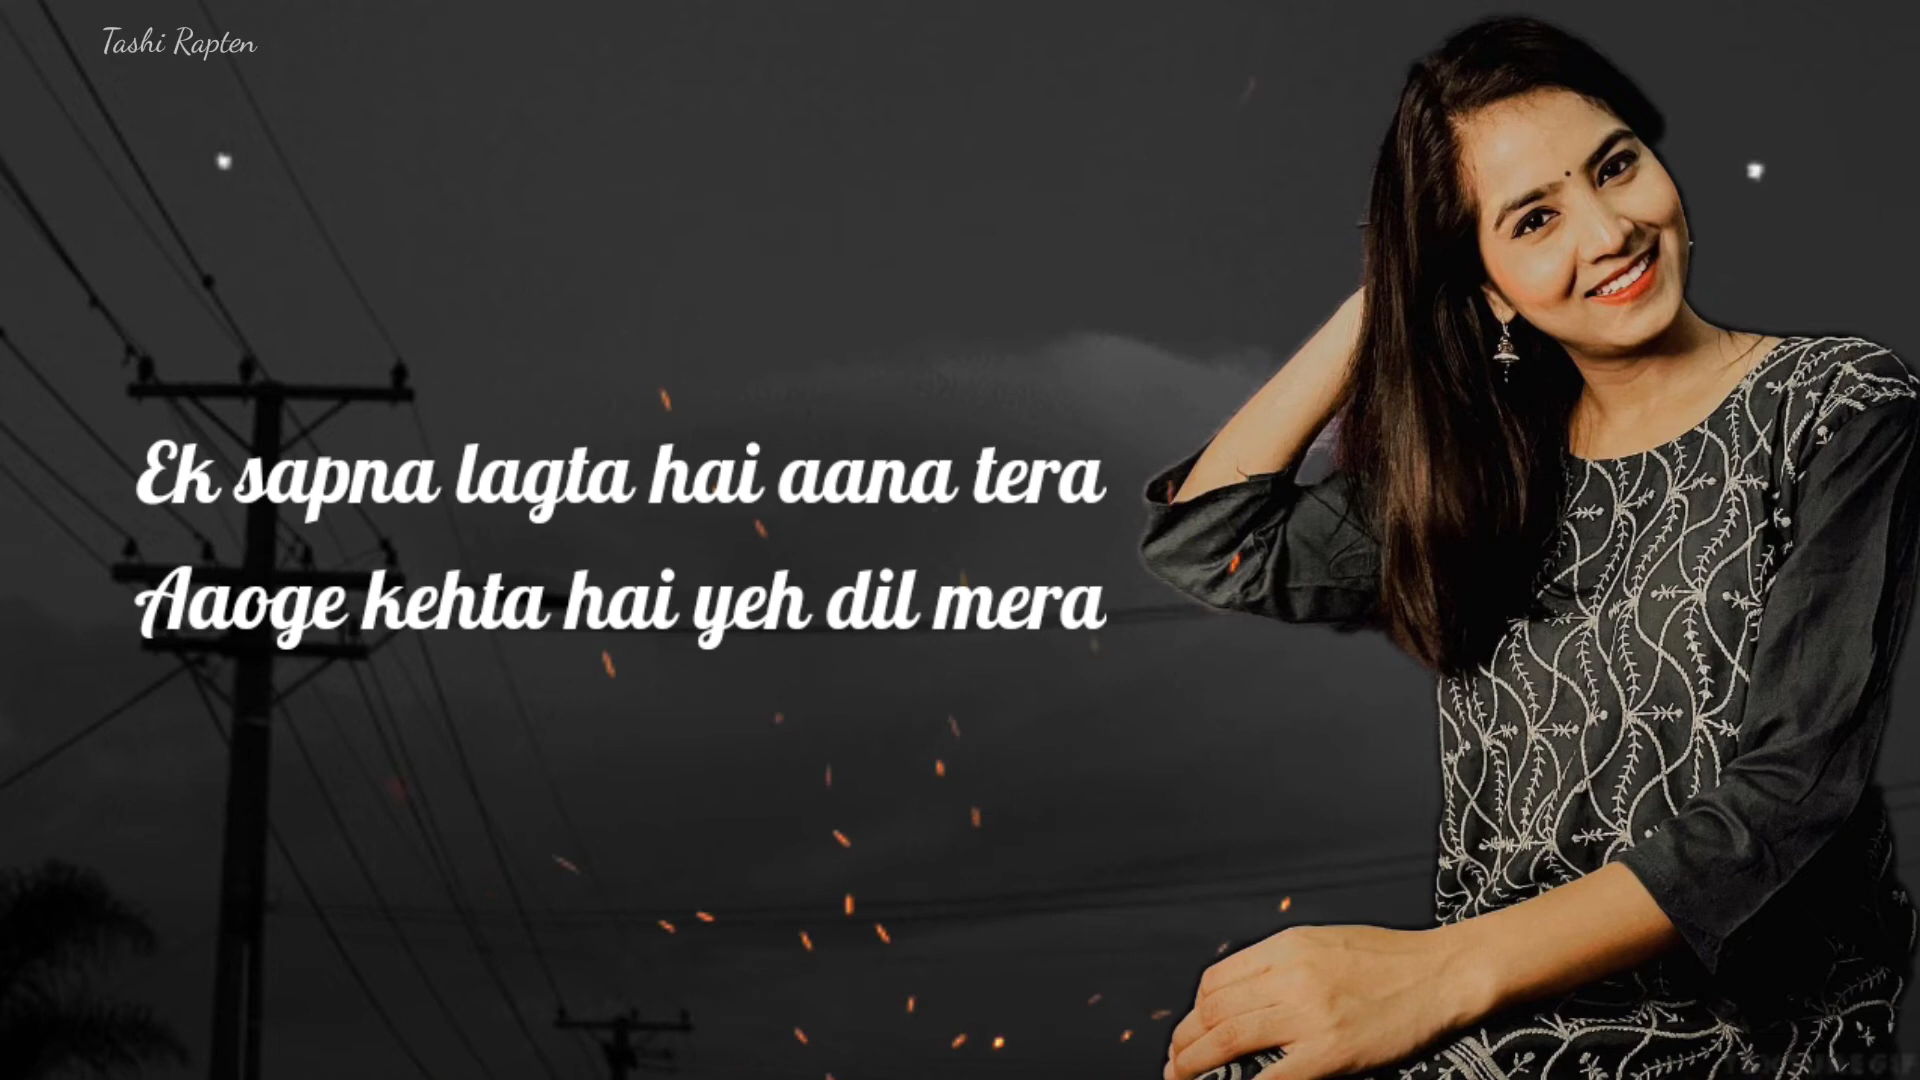 Tashi Rapten
Ek sapna lagta hai aana tera
Aaoge kehta hai yeh dil mera